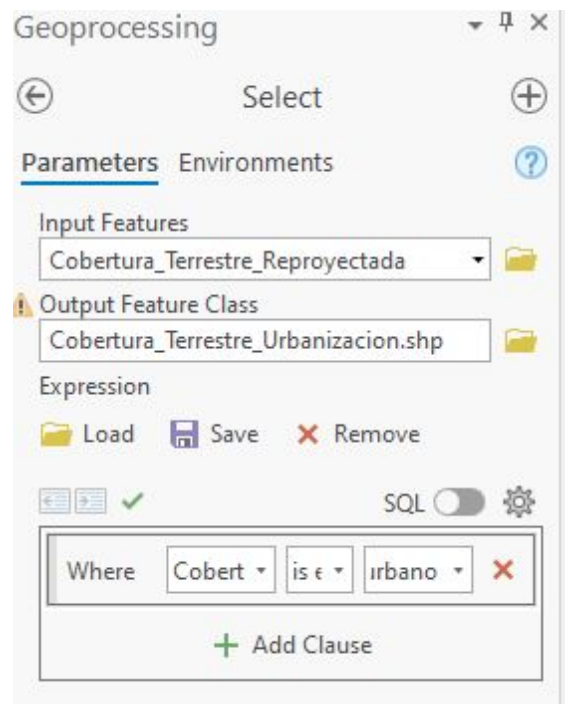 Geoprocessing
Select
Parameters Environments
Input Features
Cobertura_Terrestre_Reproyectada
Output Feature Class
Cobertura_Terrestre_Urbanizacion.shp
Expression
Load Save Remove
SQL
Where Cobert is e urbano
Add Clause